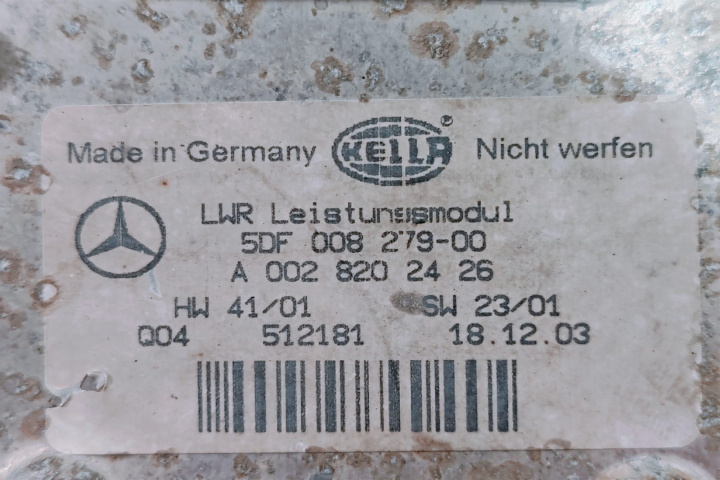 Made in Germany HELLA® Nicht werfen
LWR Leistungsmodul
5DF 008 279-00
A 002 820 24 26
HW 41/01 SW 23/01
Q04 512181 18.12.03